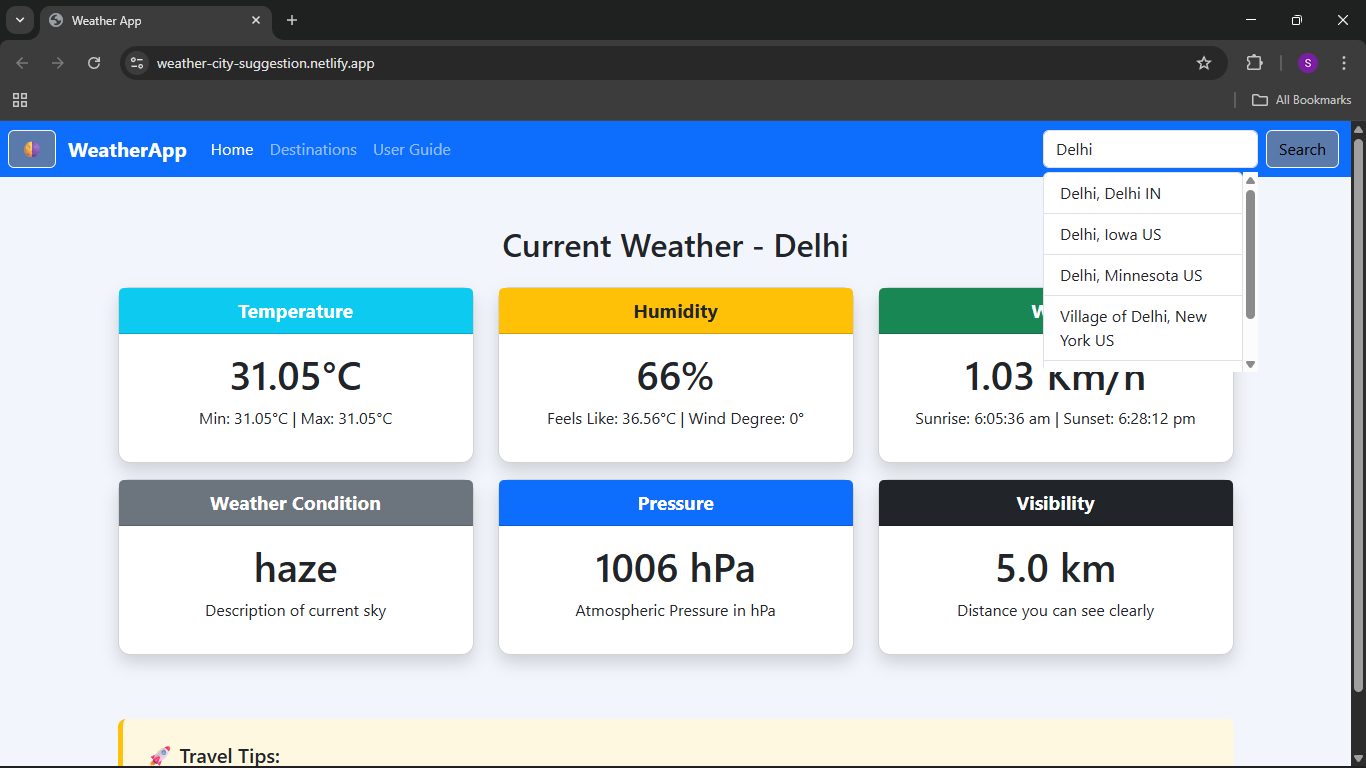 Weather App
weather-city-suggestion.netlify.app
S
All Bookmarks
WeatherApp Home Destinations User Guide Delhi Search
Delhi, Delhi IN
Delhi, Iowa US
Delhi, Minnesota US
Village of Delhi, New
York US
Current Weather - Delhi
Temperature
31.05°C
Min: 31.05°C | Max: 31.05°C
Humidity
66%
Feels Like: 36.56°C | Wind Degree: 0°
W
1.03 Km/h
Sunrise: 6:05:36 am | Sunset: 6:28:12 pm
Weather Condition
haze
Description of current sky
Pressure
1006 hPa
Atmospheric Pressure in hPa
Visibility
5.0 km
Distance you can see clearly
🚀 Travel Tips: